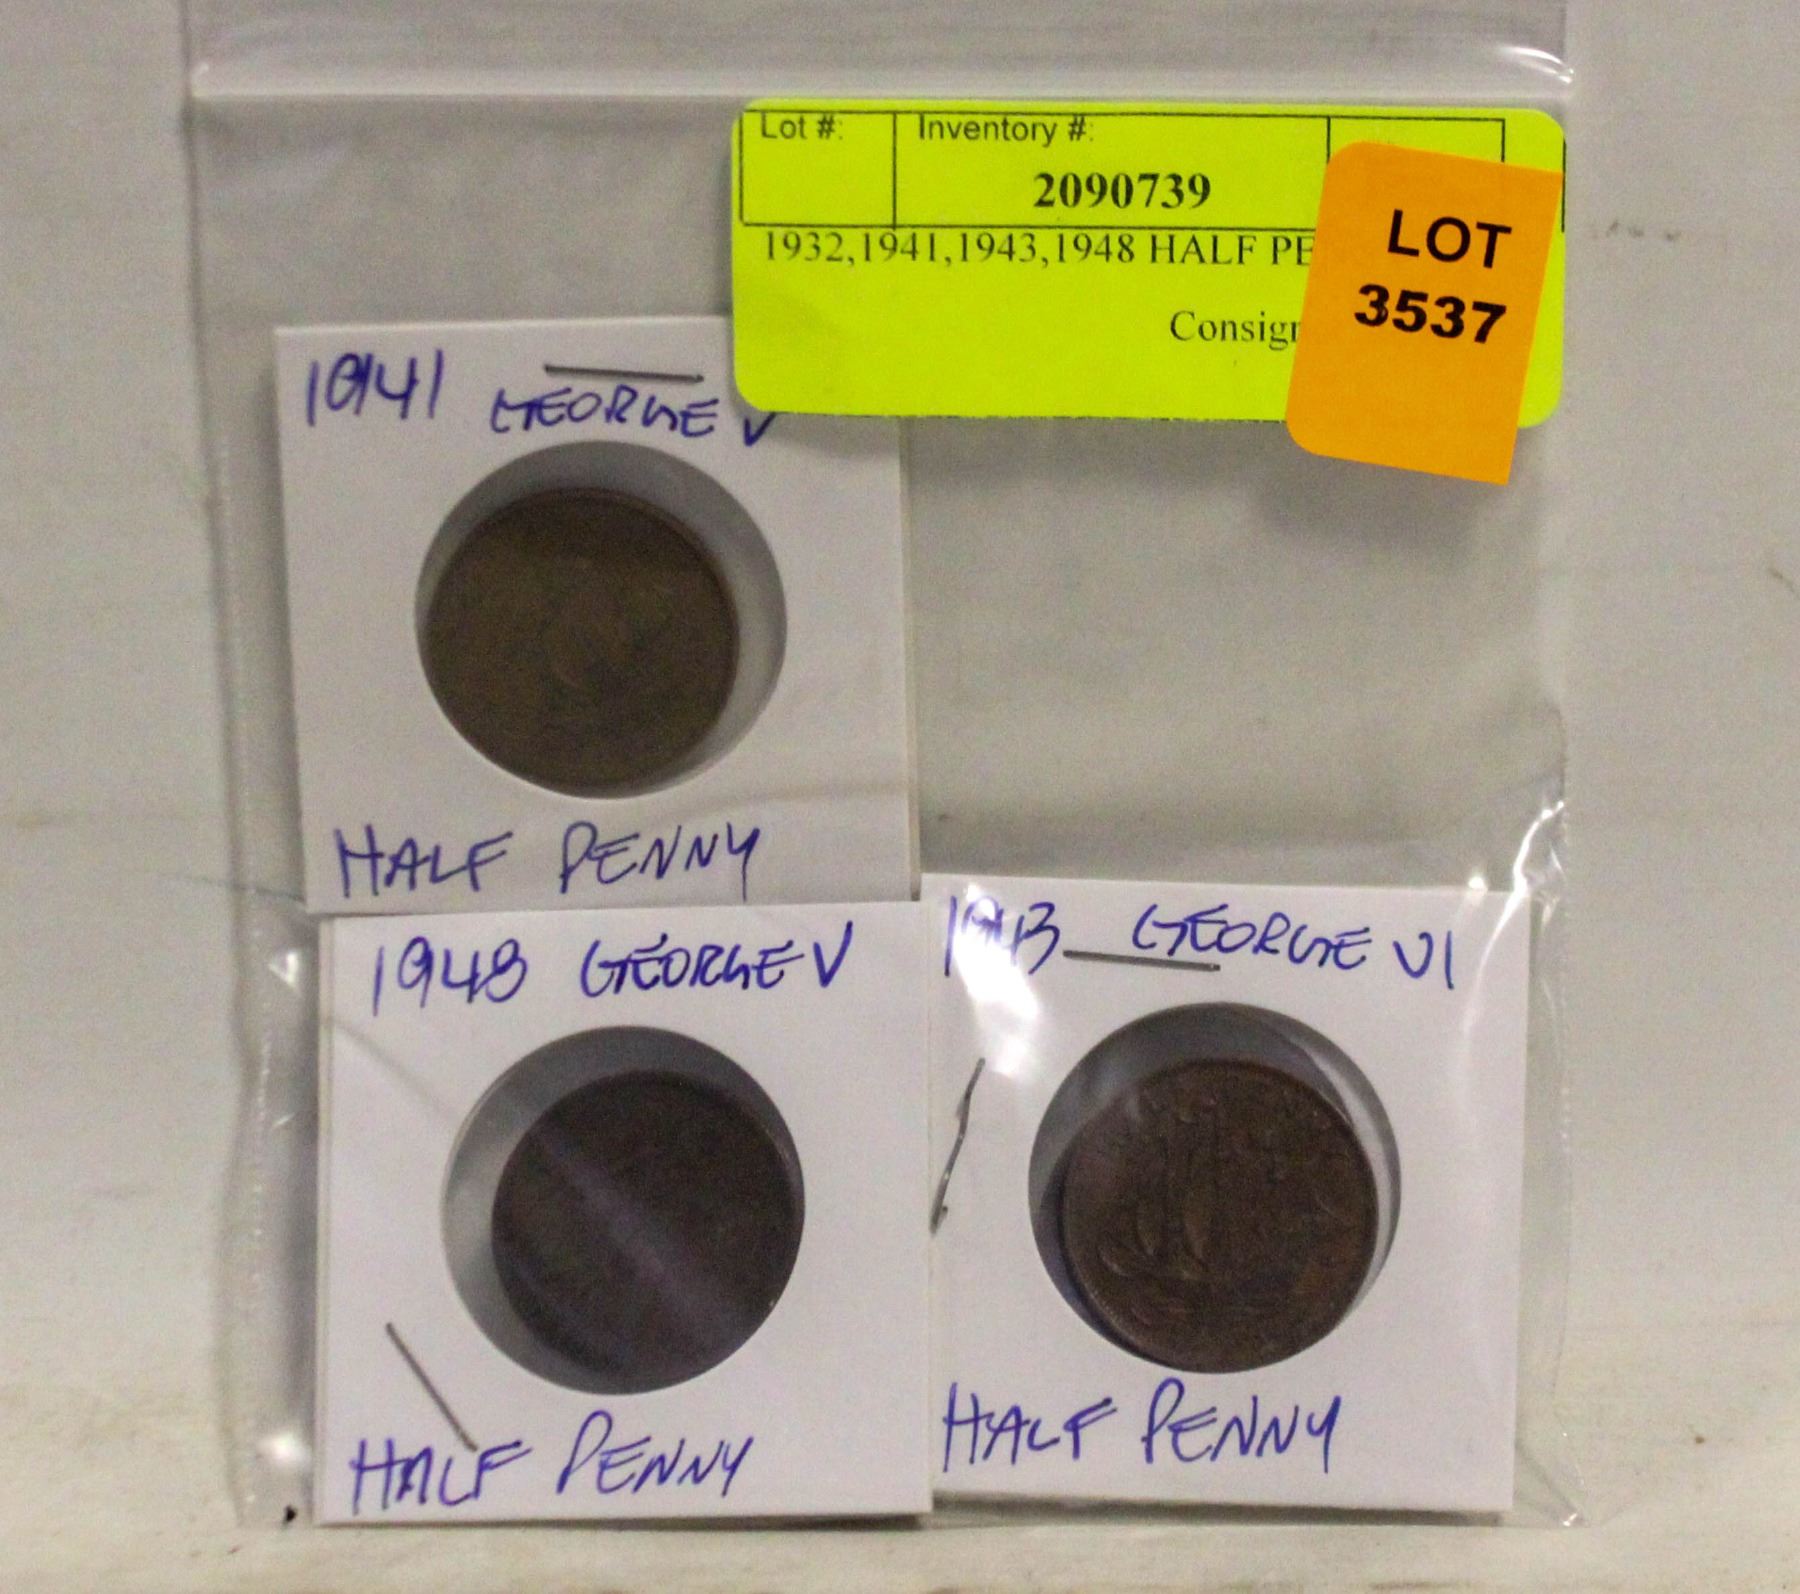 Lot #:
Inventory #:
2090739
1932,1941,1943,1948 HALF PE
Consign
LOT
3537
1941 GEORGE V
HALF PENNY
1948 GEORGE V
HALF PENNY
1943 GEORGE VI
HALF PENNY